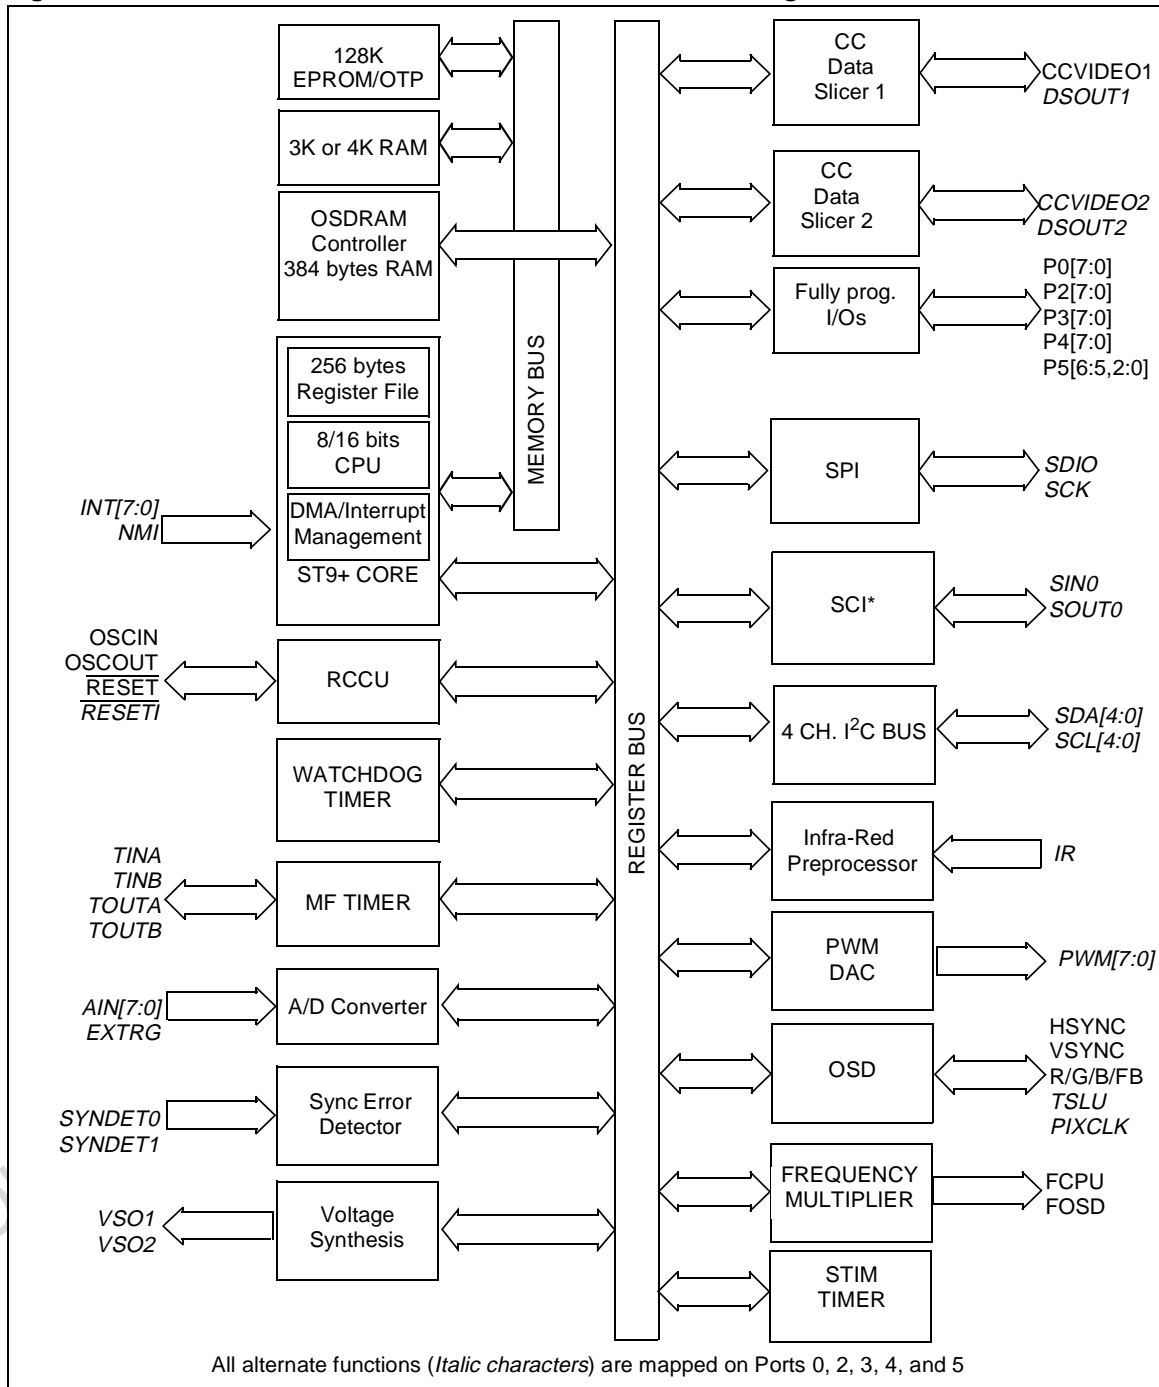 128K
EPROM/OTP
3K or 4K RAM
OSDRAM
Controller
384 bytes RAM
256 bytes
Register File
8/16 bits
CPU
DMA/Interrupt
Management
ST9+ CORE
INT[7:0]
NMI
OSCIN
OSCOUT
RESET
RESETI
RCCU
WATCHDOG
TIMER
TINA
TINB
TOUTA
TOUTB
MF TIMER
AIN[7:0]
EXTRG
A/D Converter
SYNDET0
SYNDET1
Sync Error
Detector
VSO1
VSO2
Voltage
Synthesis
MEMORY BUS
REGISTER BUS
CC
Data
Slicer 1
CCVIDEO1
DSOUT1
CC
Data
Slicer 2
CCVIDEO2
DSOUT2
Fully prog.
I/Os
P0[7:0]
P2[7:0]
P3[7:0]
P4[7:0]
P5[6:5,2:0]
SPI
SDIO
SCK
SCI*
SIN0
SOUT0
4 CH. I²C BUS
SDA[4:0]
SCL[4:0]
Infra-Red
Preprocessor
IR
PWM
DAC
PWM[7:0]
OSD
HSYNC
VSYNC
R/G/B/FB
TSLU
PIXCLK
FREQUENCY
MULTIPLIER
FCPU
FOSD
STIM
TIMER
All alternate functions (Italic characters) are mapped on Ports 0, 2, 3, 4, and 5